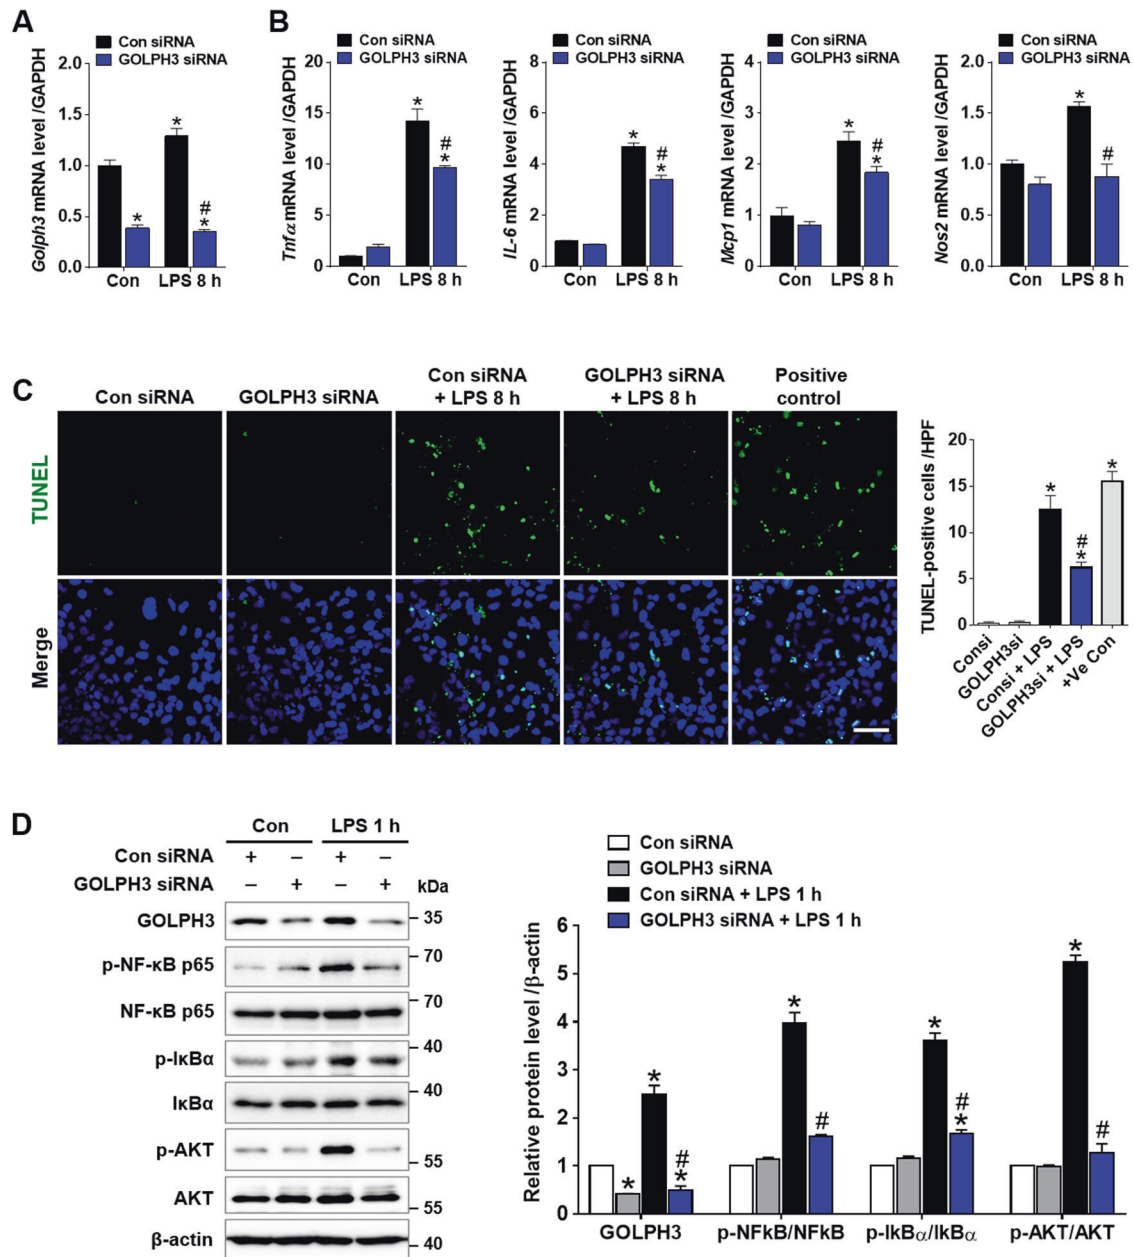 A
Con siRNA
GOLPH3 siRNA
Golph3 mRNA level /GAPDH
2.0
1.5
1.0
0.5
0.0
*
*
*
#
*
Con
LPS 8 h
B
Con siRNA
GOLPH3 siRNA
Tnfα mRNA level /GAPDH
20
15
10
5
0
*
#
*
Con
LPS 8 h
Con siRNA
GOLPH3 siRNA
IL-6 mRNA level /GAPDH
8
6
4
2
0
*
#
*
Con
LPS 8 h
Con siRNA
GOLPH3 siRNA
Mcp1 mRNA level /GAPDH
4
3
2
1
0
*
#
*
Con
LPS 8 h
Con siRNA
GOLPH3 siRNA
Nos2 mRNA level /GAPDH
2.0
1.5
1.0
0.5
0.0
*
#
Con
LPS 8 h
C
Con siRNA
GOLPH3 siRNA
Con siRNA
+ LPS 8 h
GOLPH3 siRNA
+ LPS 8 h
Positive
control
TUNEL
Merge
TUNEL-positive cells /HPF
20
15
10
5
0
*
#
*
*
Consi
GOLPH3si
Consi + LPS
GOLPH3si + LPS
+Ve Con
D
Con
LPS 1 h
Con siRNA + – + –
GOLPH3 siRNA – + – + kDa
GOLPH3
35
70
p-NF-κB p65
70
NF-κB p65
40
p-IκBα
40
IκBα
p-AKT
55
AKT
55
β-actin
40
Con siRNA
GOLPH3 siRNA
Con siRNA + LPS 1 h
GOLPH3 siRNA + LPS 1 h
Relative protein level /β-actin
6
5
4
3
2
1
0
*
*
#
*
*
#
*
#
*
*
#
GOLPH3
p-NFkB/NFkB
p-IkBα/IkBα
p-AKT/AKT